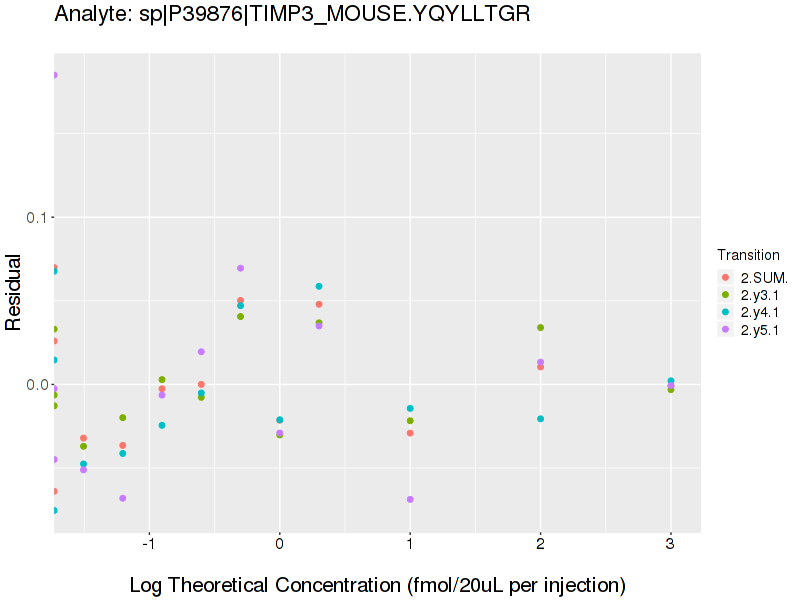 Analyte: sp|P39876|TIMP3_MOUSE.YQYLLTGR
Residual
0.1
0.0
-1
0
1
2
3
Log Theoretical Concentration (fmol/20uL per injection)
Transition
2.SUM.
2.y3.1
2.y4.1
2.y5.1